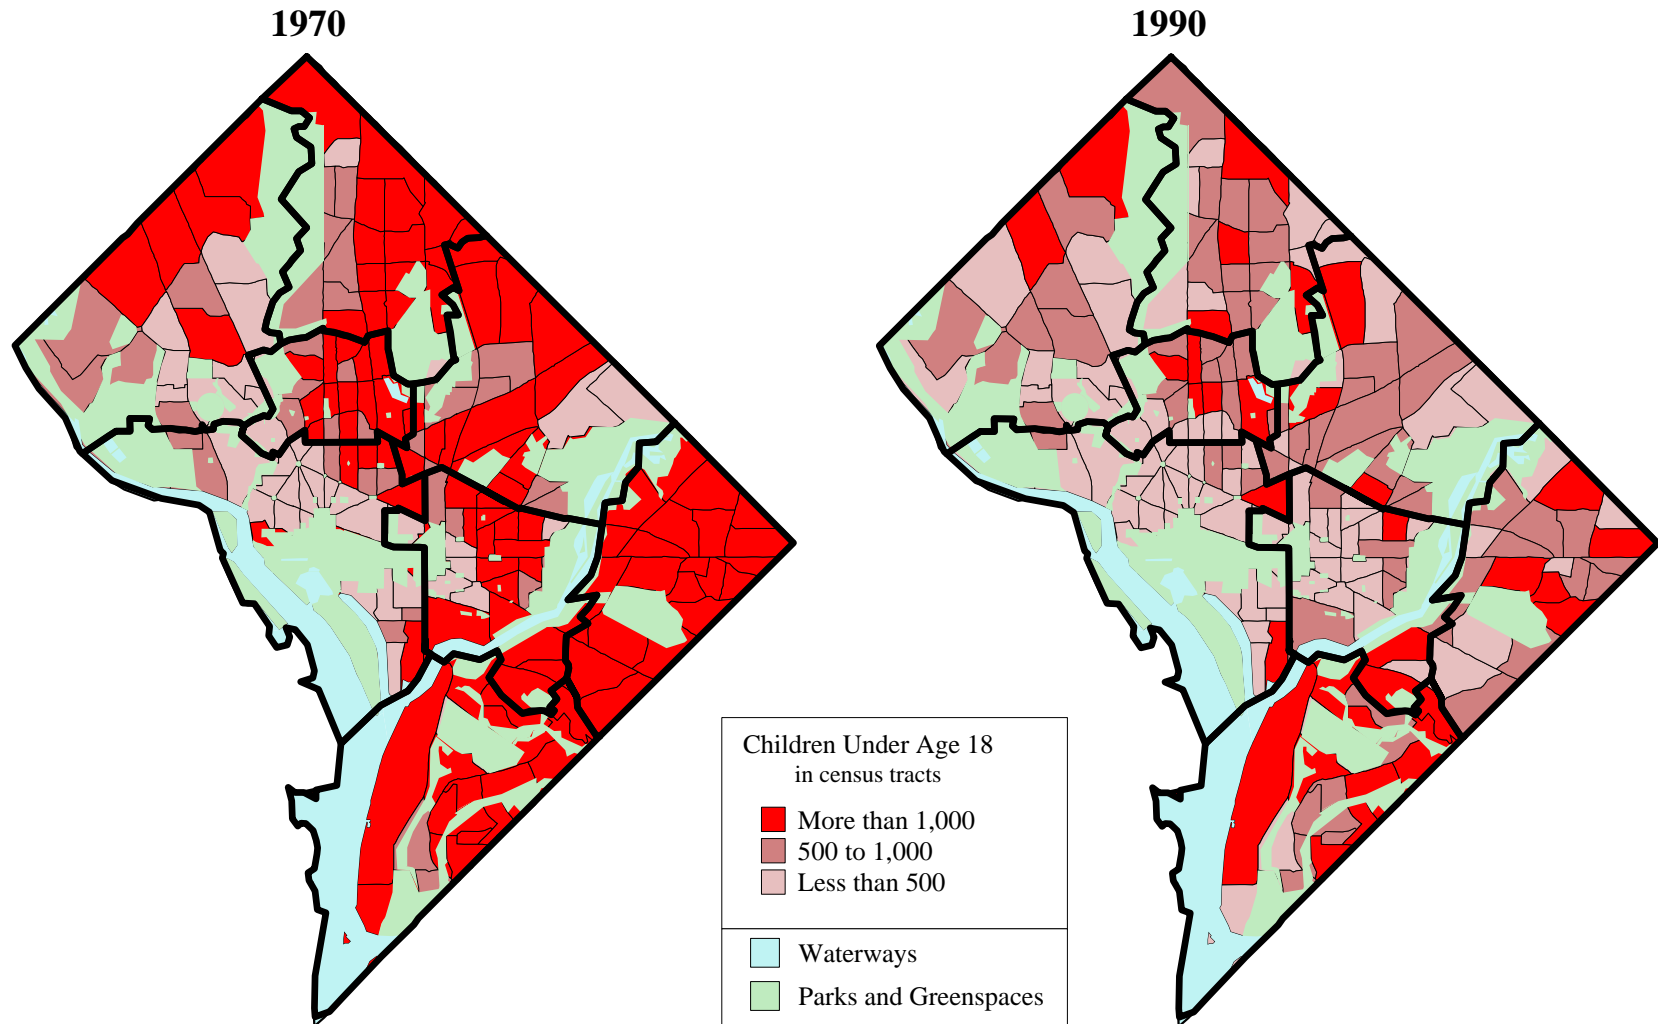 1970
1990
Children Under Age 18
in census tracts
More than 1,000
500 to 1,000
Less than 500
Waterways
Parks and Greenspaces